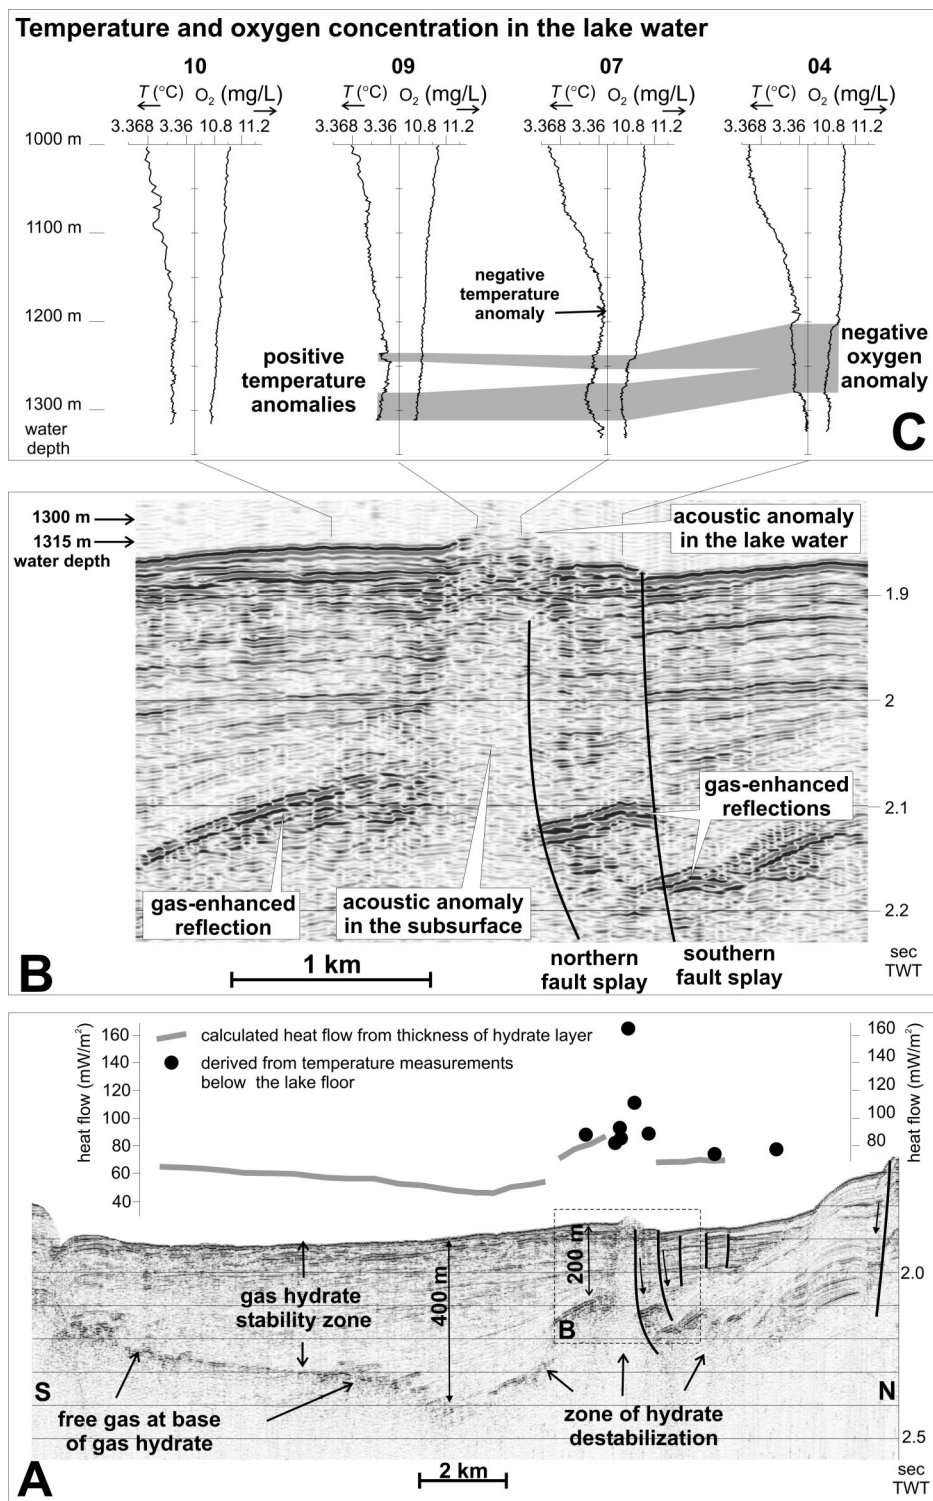 Temperature and oxygen concentration in the lake water
10 09 07 04
T (°C) O₂ (mg/L) T (°C) O₂ (mg/L) T (°C) O₂ (mg/L) T (°C) O₂ (mg/L)
3.368 3.36 10.8 11.2 3.368 3.36 10.8 11.2 3.368 3.36 10.8 11.2 3.368 3.36 10.8 11.2
1000 m
1100 m
1200 m
1300 m
water
depth
negative
temperature
anomaly
positive
temperature
anomalies
negative
oxygen
anomaly
C
1300 m
1315 m
water depth
acoustic anomaly
in the lake water
1.9
2
2.1
2.2
sec
TWT
gas-enhanced
reflections
gas-enhanced
reflection
acoustic anomaly
in the subsurface
northern
fault splay
southern
fault splay
1 km
B
heat flow (mW/m²)
160
140
120
100
80
60
40
calculated heat flow from thickness of hydrate layer
derived from temperature measurements
below the lake floor
heat flow (mW/m²)
160
140
120
100
80
gas hydrate
stability zone
400 m
200 m
B
2.0
S
N
free gas at base
of gas hydrate
zone of hydrate
destabilization
2.5
sec
TWT
2 km
A